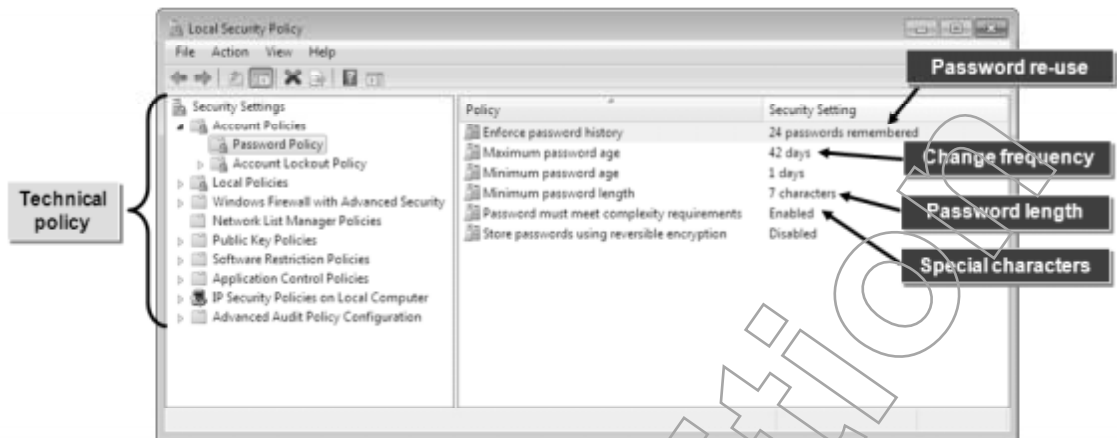 Local Security Policy
File Action View Help
Password re-use
Security Settings
Policy Security Setting
Account Policies
Enforce password history 24 passwords remembered
Password Policy
Maximum password age 42 days
Change frequency
Account Lockout Policy
Minimum password age 1 days
Local Policies
Minimum password length 7 characters
Password length
Windows Firewall with Advanced Security
Password must meet complexity requirements Enabled
Network List Manager Policies
Store passwords using reversible encryption Disabled
Public Key Policies
Special characters
Software Restriction Policies
Application Control Policies
IP Security Policies on Local Computer
Advanced Audit Policy Configuration
Technical
policy